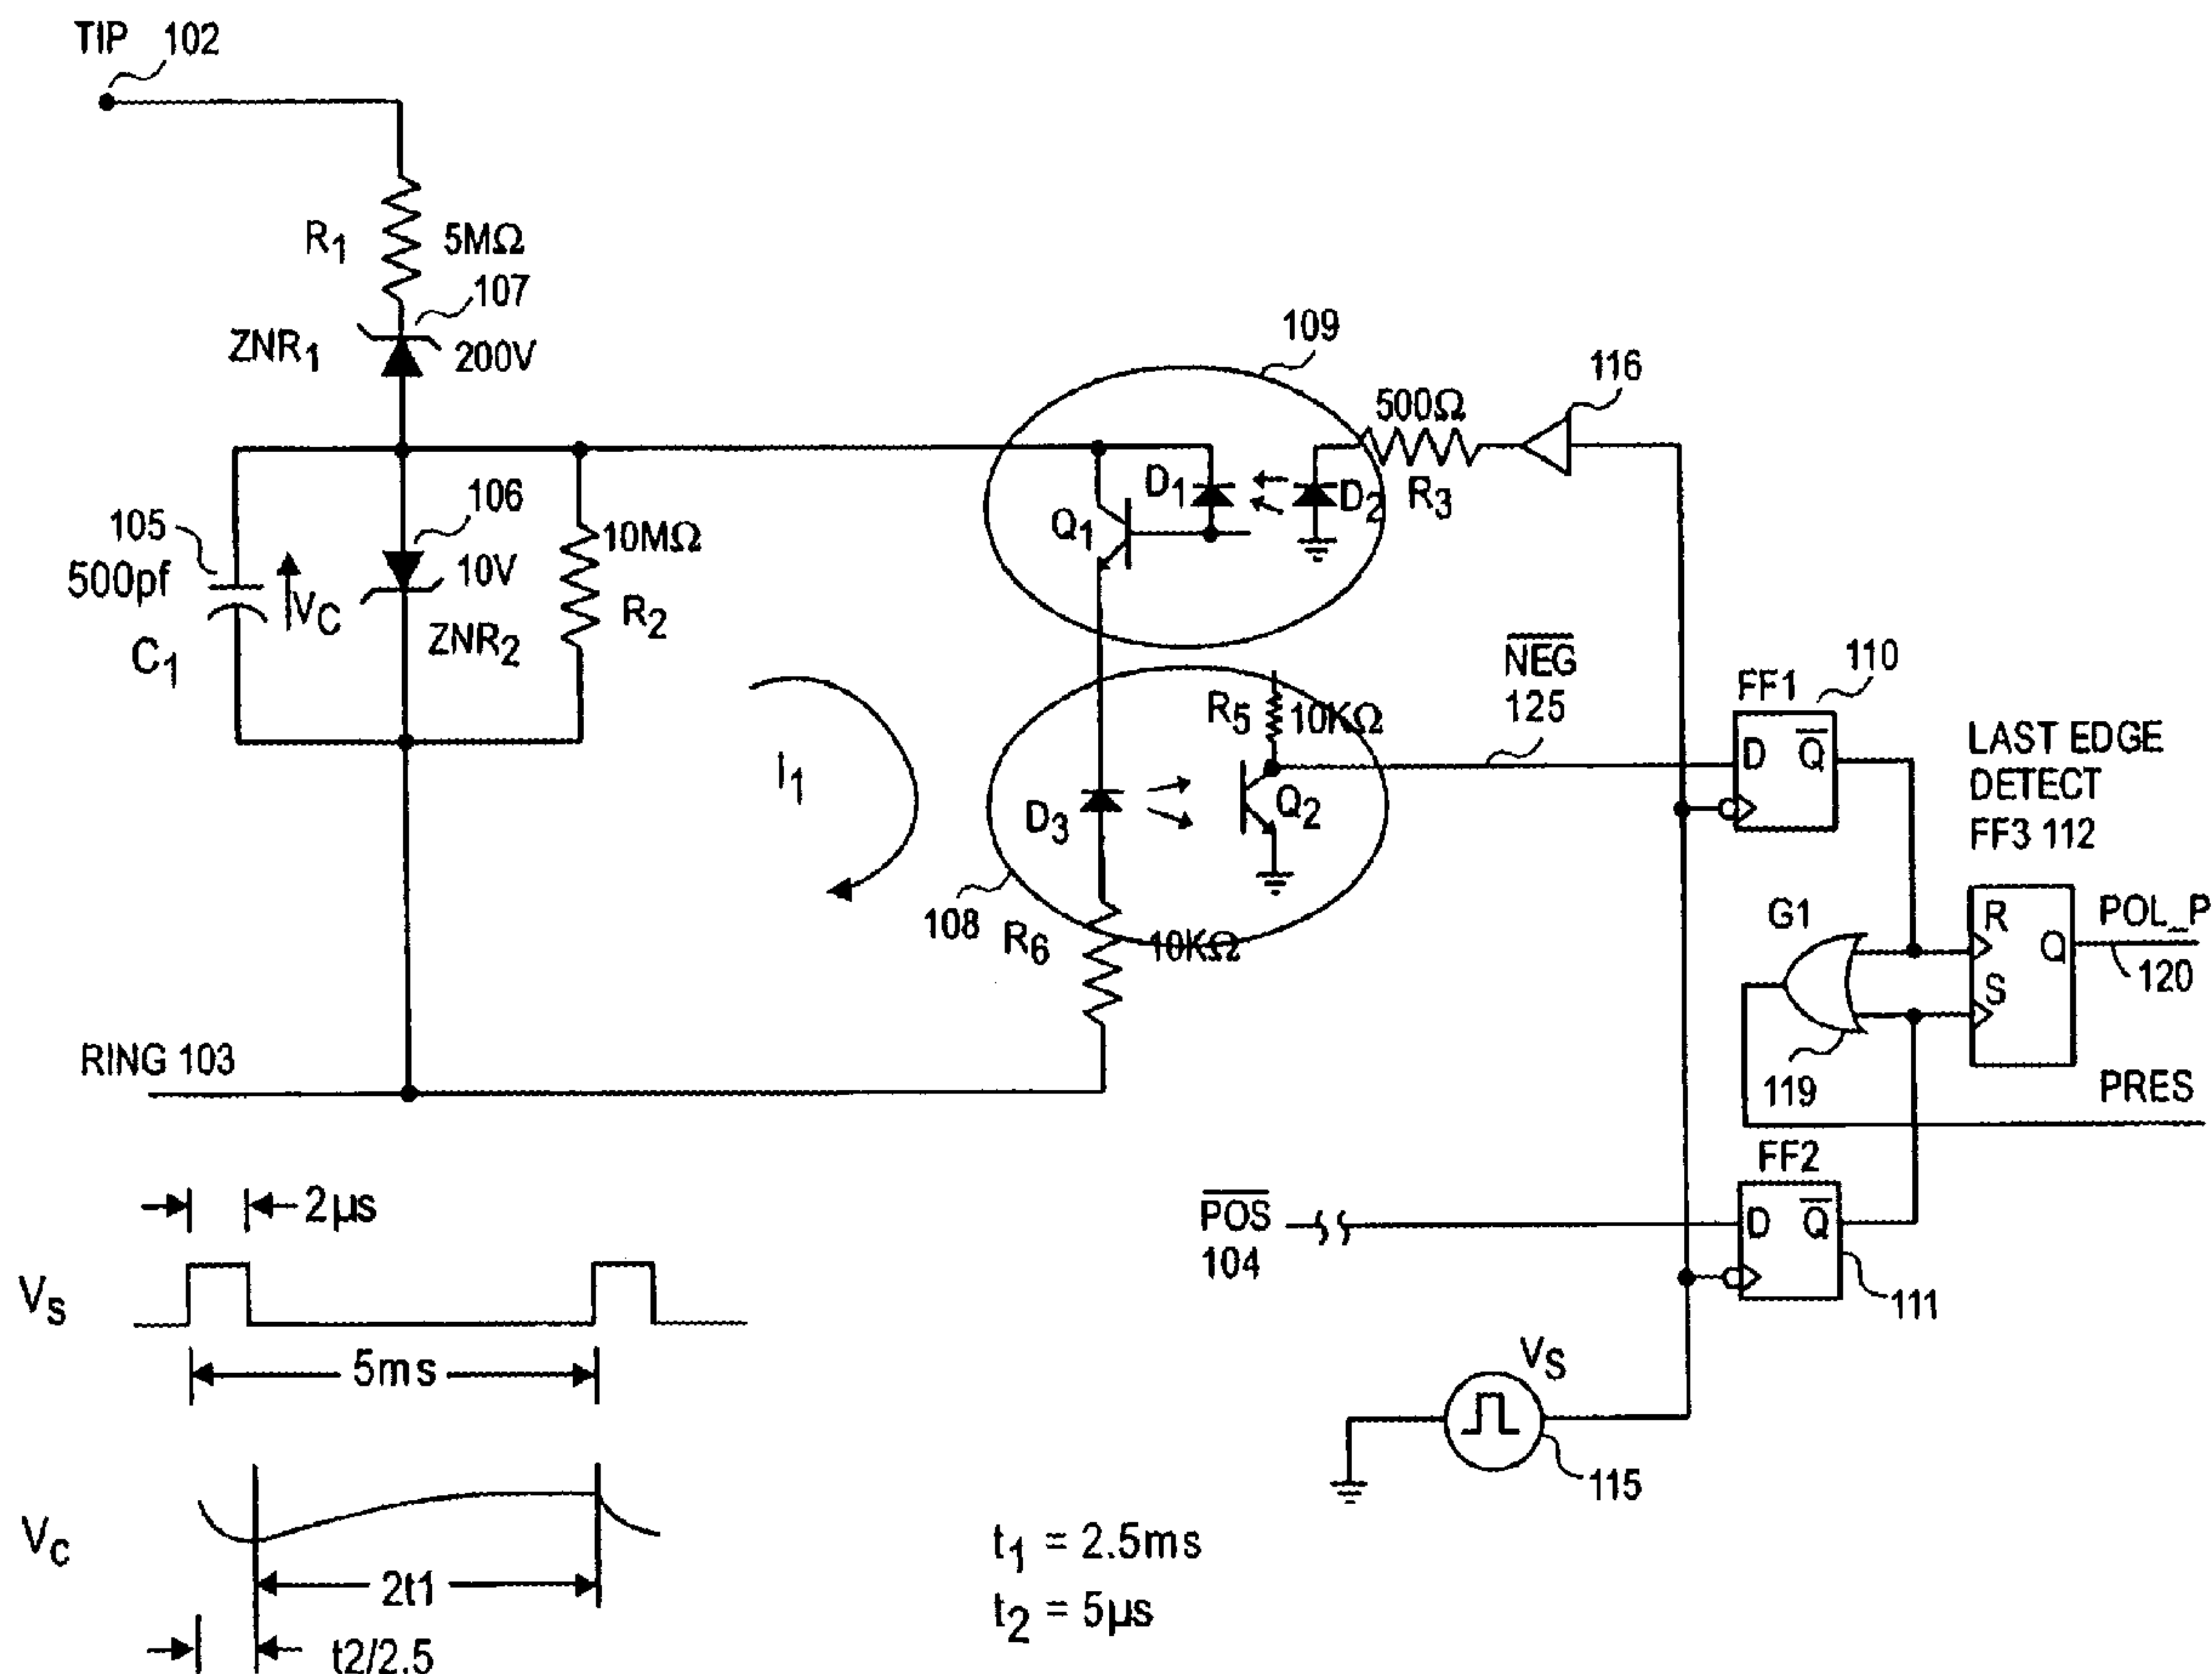 TIP 102
R1 5MΩ
107
ZNR1 200V
109
116
500Ω
R3
D1 D2
Q1
106
105
500pf
C1
VC
10V
ZNR2
10MΩ
R2
NEG
125
R5 10KΩ
Q2
D3
I1
108
R6 10KΩ
FF1 110
D Q
LAST EDGE
DETECT
FF3 112
G1
R
S
Q
POL_P
120
119
PRES
RING 103
FF2
D Q
111
POS
104
VS
115
2µs
VS
5ms
VC
2t1
t2/2.5
t1 = 2.5ms
t2 = 5µs